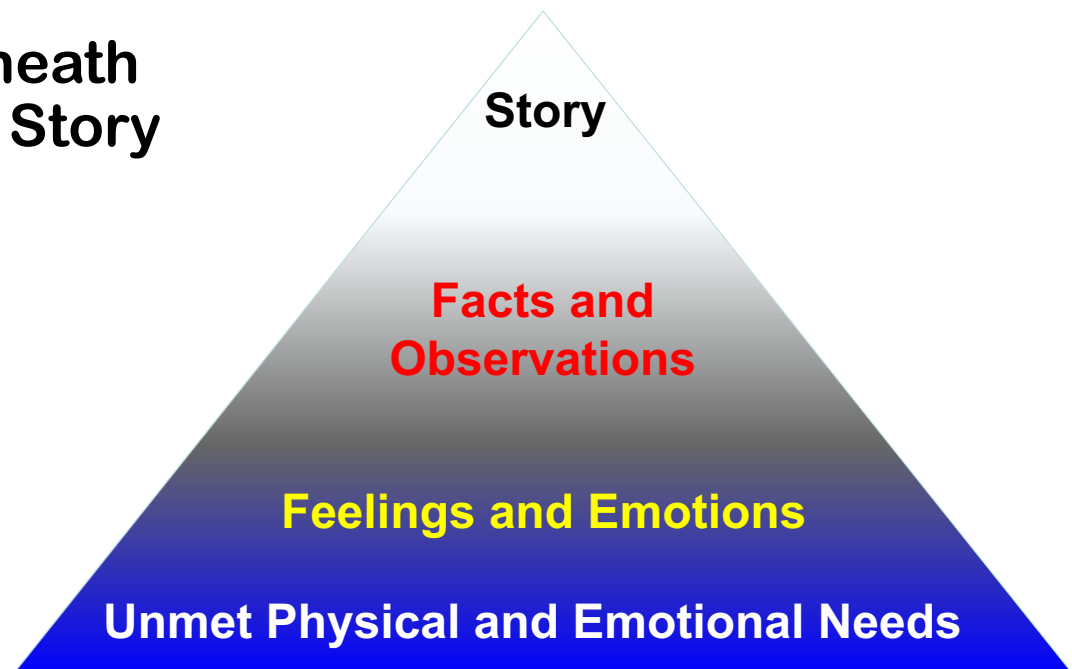 neath
Story
Story
Facts and
Observations
Feelings and Emotions
Unmet Physical and Emotional Needs